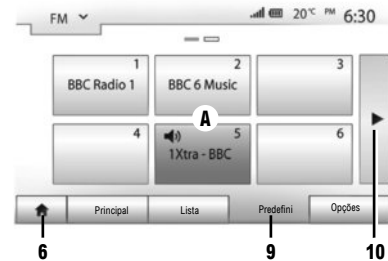 FM 20°C PM 6:30
1 2 3
BBC Radio 1 BBC 6 Music
A
4 5 6
1Xtra - BBC
Principal Lista Predefini Opções
6 9 10